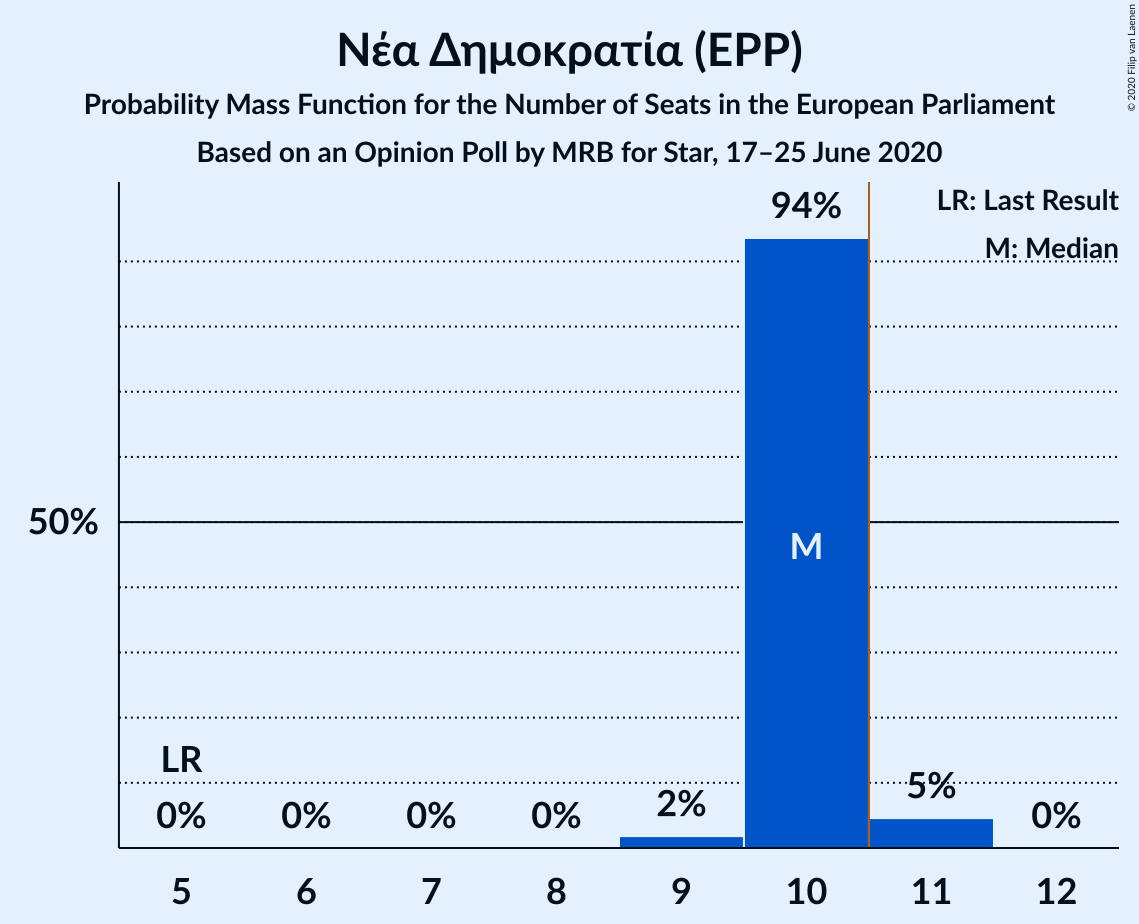 Νέα Δημοκρατία (EPP)
Probability Mass Function for the Number of Seats in the European Parliament
Based on an Opinion Poll by MRB for Star, 17–25 June 2020
© 2020 Filip van Laenen
LR: Last Result
M: Median
94%
50%
M
LR
0%
0%
0%
0%
2%
5%
0%
5
6
7
8
9
10
11
12